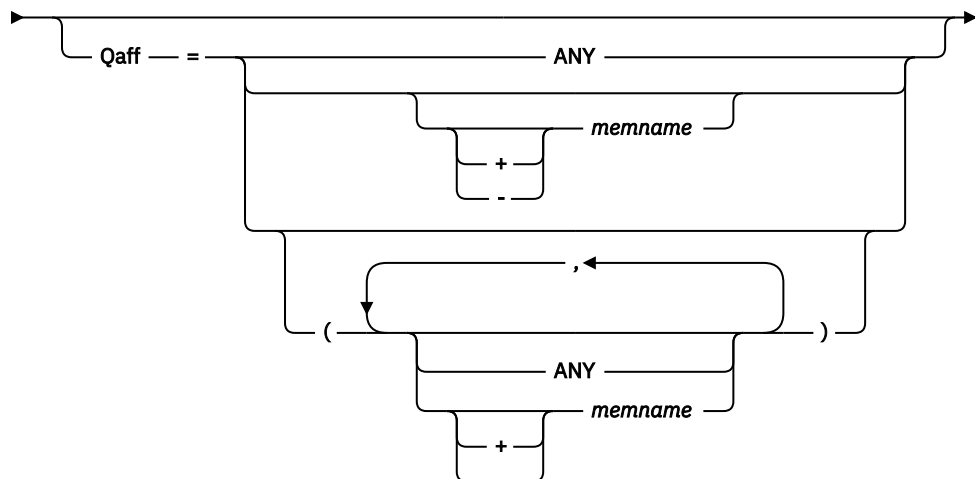 Qaff = ANY
memname
+
-
,
( )
ANY
memname
+